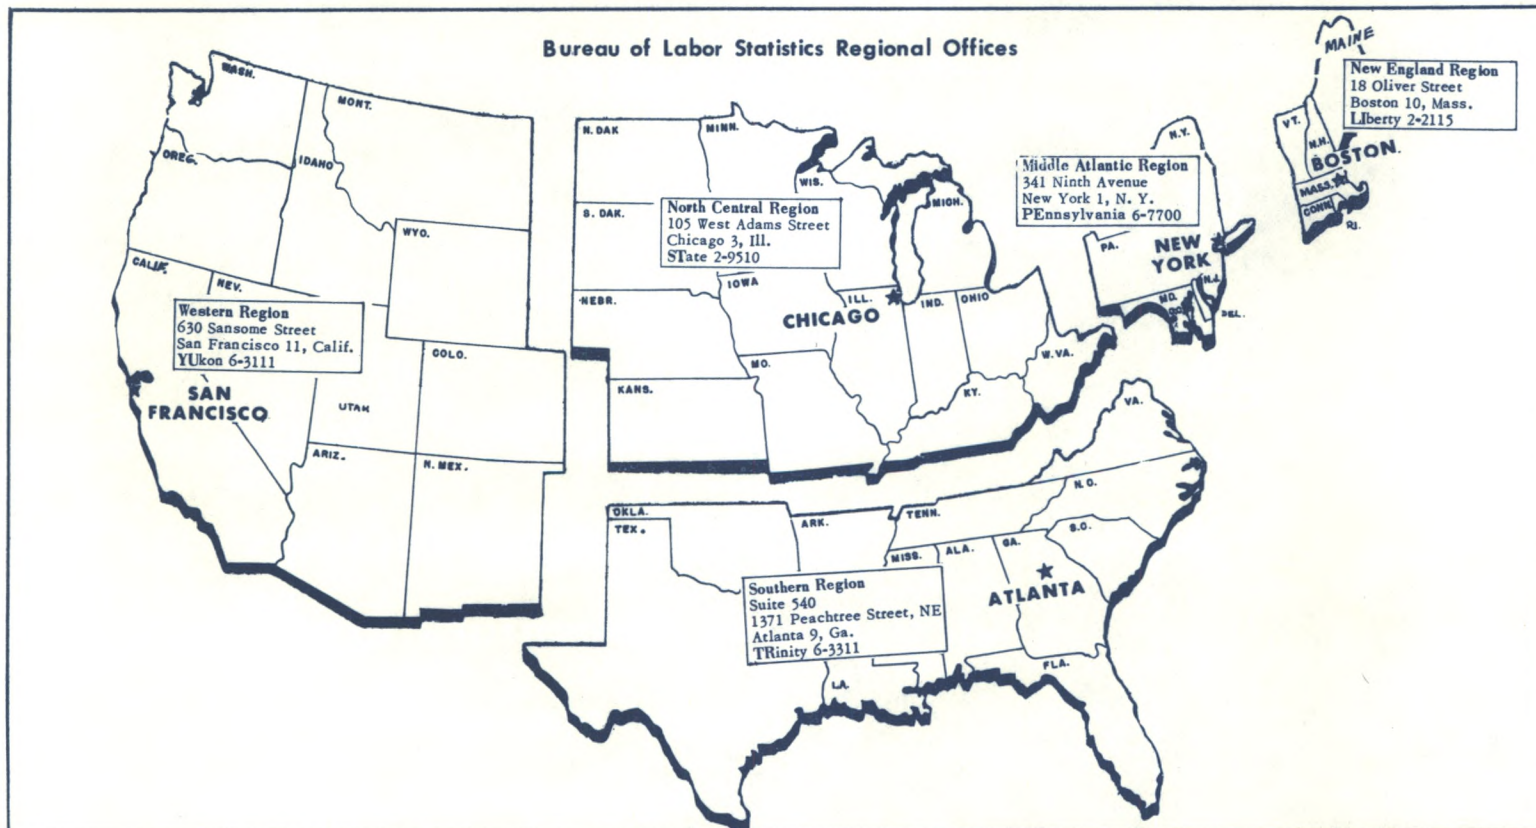 Bureau of Labor Statistics Regional Offices
MAINE
New England Region
18 Oliver Street
Boston 10, Mass.
LIberty 2-2115
VT.
N.H.
BOSTON.
MASS.
CONN.
RI.
N.Y.
Middle Atlantic Region
341 Ninth Avenue
New York 1, N. Y.
PEnnsylvania 6-7700
PA.
NEW
YORK
N.J.
MD.
DEL.
WASH.
MONT.
OREG.
IDAHO
WYO.
CALIF.
NEV.
Western Region
630 Sansome Street
San Francisco 11, Calif.
YUkon 6-3111
SAN
FRANCISCO
UTAH
COLO.
ARIZ.
N. MEX.
N. DAK
MINN.
WIS.
MICH.
S. DAK.
North Central Region
105 West Adams Street
Chicago 3, Ill.
STate 2-9510
IOWA
NEBR.
ILL.
IND.
OHIO
CHICAGO
MO.
KANS.
KY.
W.VA.
VA.
OKLA.
TEX.
ARK.
TENN.
N.C.
S.C.
MISS.
ALA.
GA.
ATLANTA
Southern Region
Suite 540
1371 Peachtree Street, NE
Atlanta 9, Ga.
TRinity 6-3311
LA.
FLA.